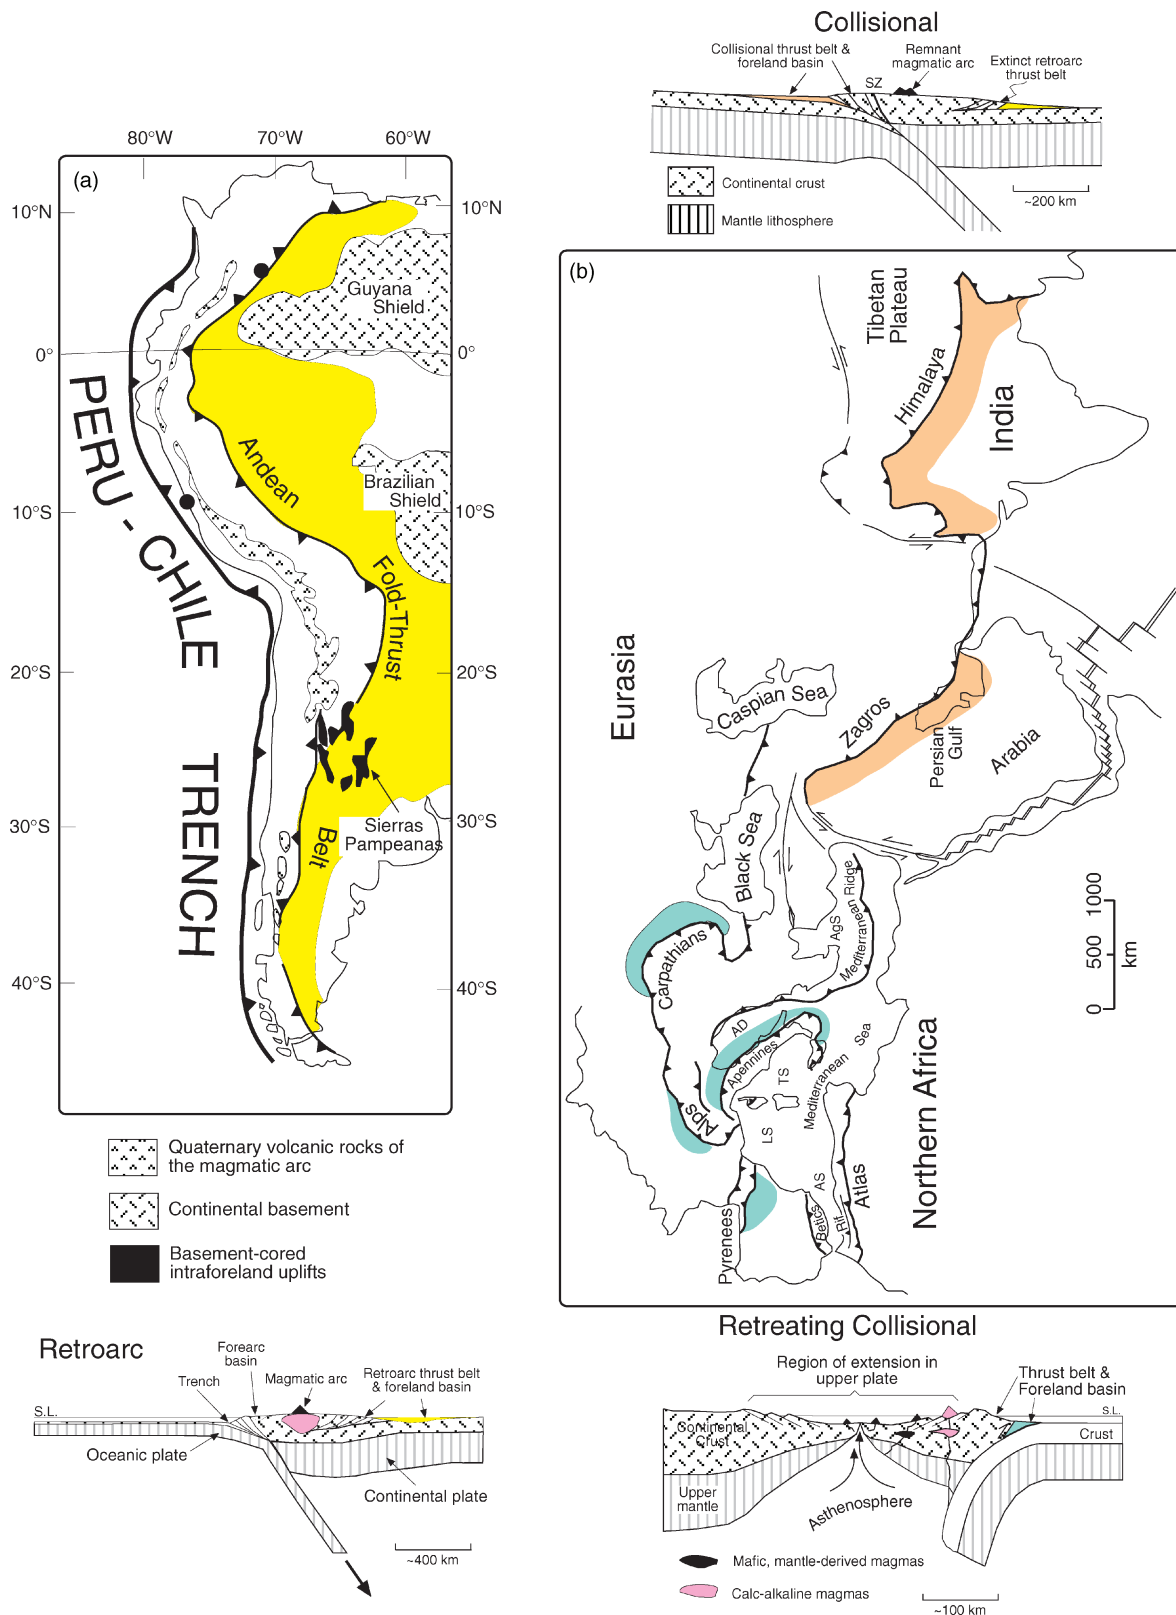 Collisional
Collisional thrust belt &
foreland basin
Remnant
magmatic arc
SZ
Extinct retroarc
thrust belt
Continental crust
Mantle lithosphere
~200 km
80°W
70°W
60°W
(a)
10°N
10°N
Guyana
Shield
0°
0°
PERU - CHILE TRENCH
Andean Fold-Thrust Belt
Brazilian
Shield
10°S
10°S
20°S
20°S
30°S
30°S
Sierras
Pampeanas
40°S
40°S
Quaternary volcanic rocks of
the magmatic arc
Continental basement
Basement-cored
intraforeland uplifts
(b)
Tibetan
Plateau
Himalaya
India
Eurasia
Caspian Sea
Zagros
Persian
Gulf
Arabia
Black Sea
Carpathians
AgS
Mediterranean Ridge
0 500 1000
km
AD
Apennines
TS
Mediterranean Sea
Alps
LS
Northern Africa
AS
Pyrenees
Betics
Rif
Atlas
Retroarc
Forearc
basin
Trench
Magmatic arc
Retroarc thrust belt
& foreland basin
S.L.
Oceanic plate
Continental plate
~400 km
Retreating Collisional
Region of extension in
upper plate
Thrust belt &
Foreland basin
S.L.
Continental
Crust
Crust
Upper
mantle
Asthenosphere
Mafic, mantle-derived magmas
Calc-alkaline magmas
~100 km